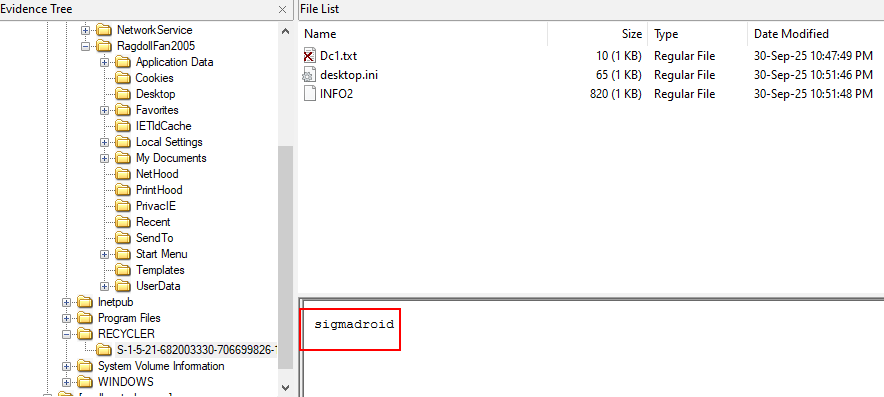 Evidence Tree
NetworkService
RagdollFan2005
Application Data
Cookies
Desktop
Favorites
IETldCache
Local Settings
My Documents
NetHood
PrintHood
PrivacIE
Recent
SendTo
Start Menu
Templates
UserData
Inetpub
Program Files
RECYCLER
S-1-5-21-682003330-706699826-
System Volume Information
WINDOWS
File List
Name Size Type Date Modified
Dc1.txt 10 (1 KB) Regular File 30-Sep-25 10:47:49 PM
desktop.ini 65 (1 KB) Regular File 30-Sep-25 10:51:46 PM
INFO2 820 (1 KB) Regular File 30-Sep-25 10:51:48 PM
sigmadroid